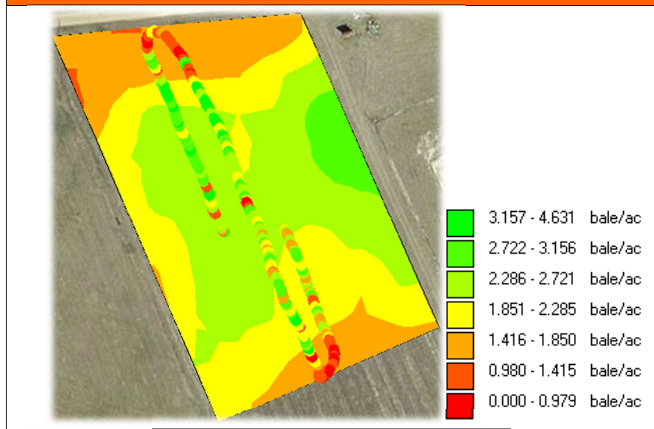 3.157 - 4.631 bale/ac
2.722 - 3.156 bale/ac
2.286 - 2.721 bale/ac
1.851 - 2.285 bale/ac
1.416 - 1.850 bale/ac
0.980 - 1.415 bale/ac
0.000 - 0.979 bale/ac